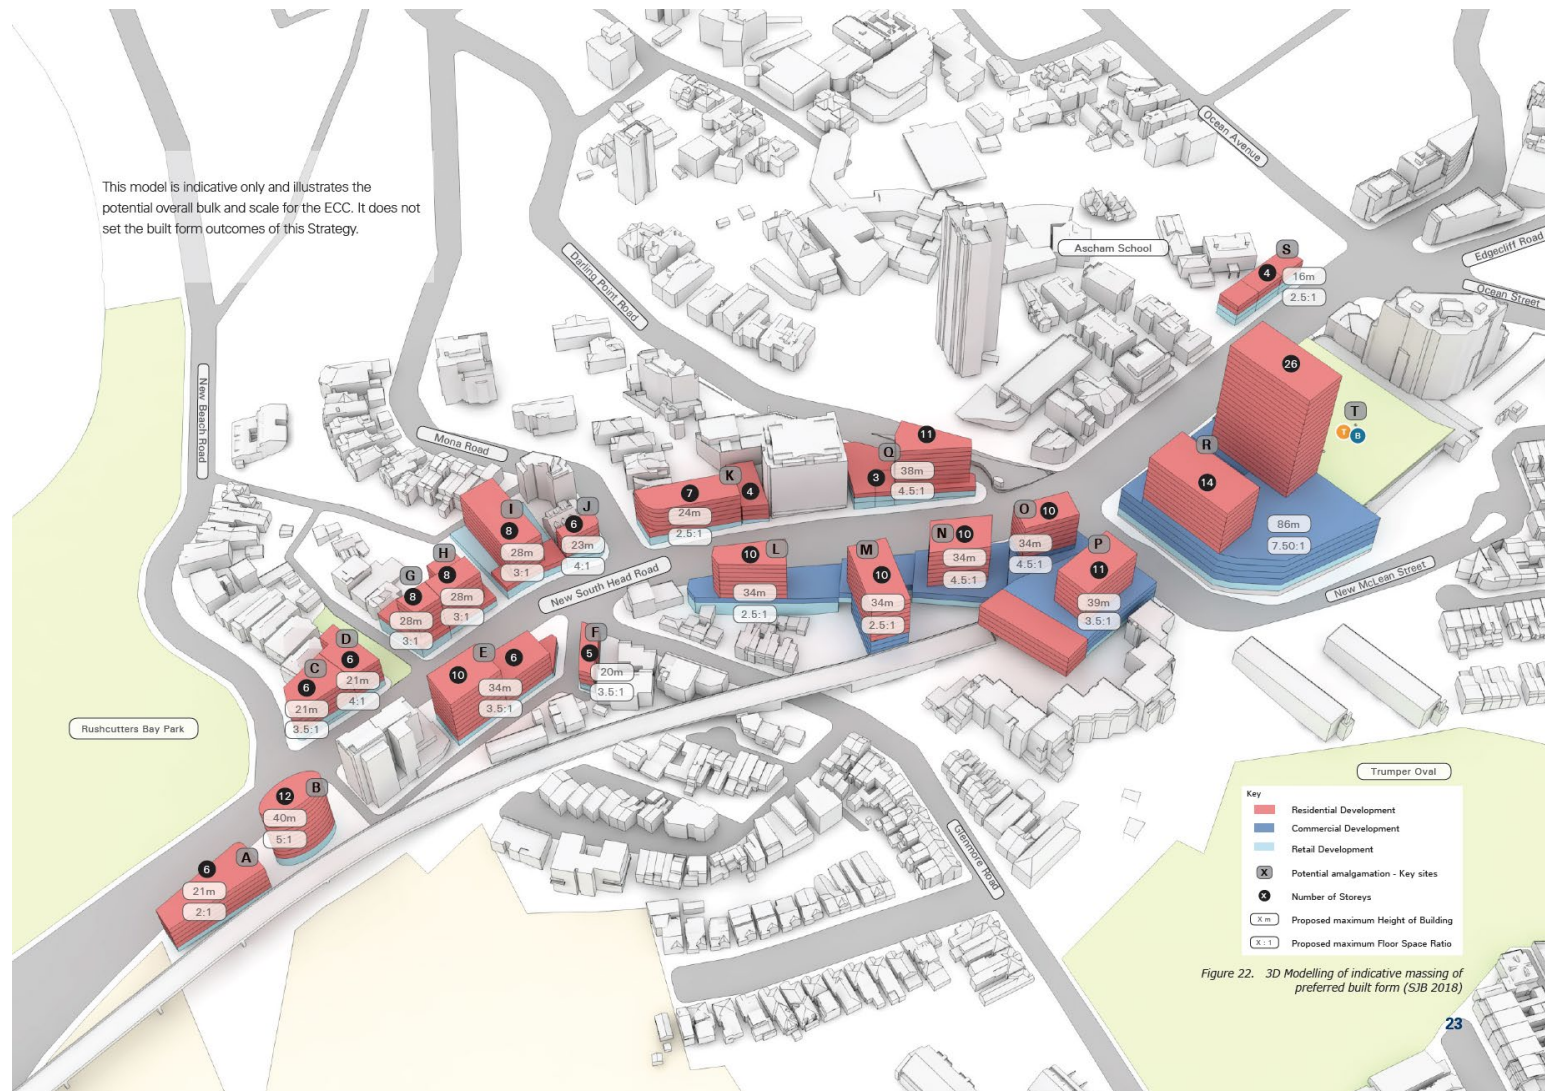 This model is indicative only and illustrates the
potential overall bulk and scale for the ECC. It does not
set the built form outcomes of this Strategy.
Ocean Avenue
Edgecliff Road
Ocean Street
Ascham School
S
4
16m
2.5:1
Darling Point Road
New Beach Road
Mona Road
26
T
T
B
R
14
86m
7.50:1
New McLean Street
11
Q
3
38m
4.5:1
K
7
4
24m
2.5:1
I
8
28m
3:1
J
6
23m
4:1
H
8
28m
3:1
G
8
28m
3:1
New South Head Road
L
10
34m
2.5:1
M
10
34m
2.5:1
N
10
34m
4.5:1
O
10
34m
4.5:1
P
11
39m
3.5:1
D
6
21m
4:1
C
6
21m
3.5:1
E
10
6
34m
3.5:1
F
5
20m
3.5:1
Rushcutters Bay Park
B
12
40m
5:1
A
6
21m
2:1
Glenmore Road
Trumper Oval
Key
Residential Development
Commercial Development
Retail Development
X Potential amalgamation - Key sites
X Number of Storeys
X m Proposed maximum Height of Building
X : 1 Proposed maximum Floor Space Ratio
Figure 22. 3D Modelling of indicative massing of
preferred built form (SJB 2018)
23